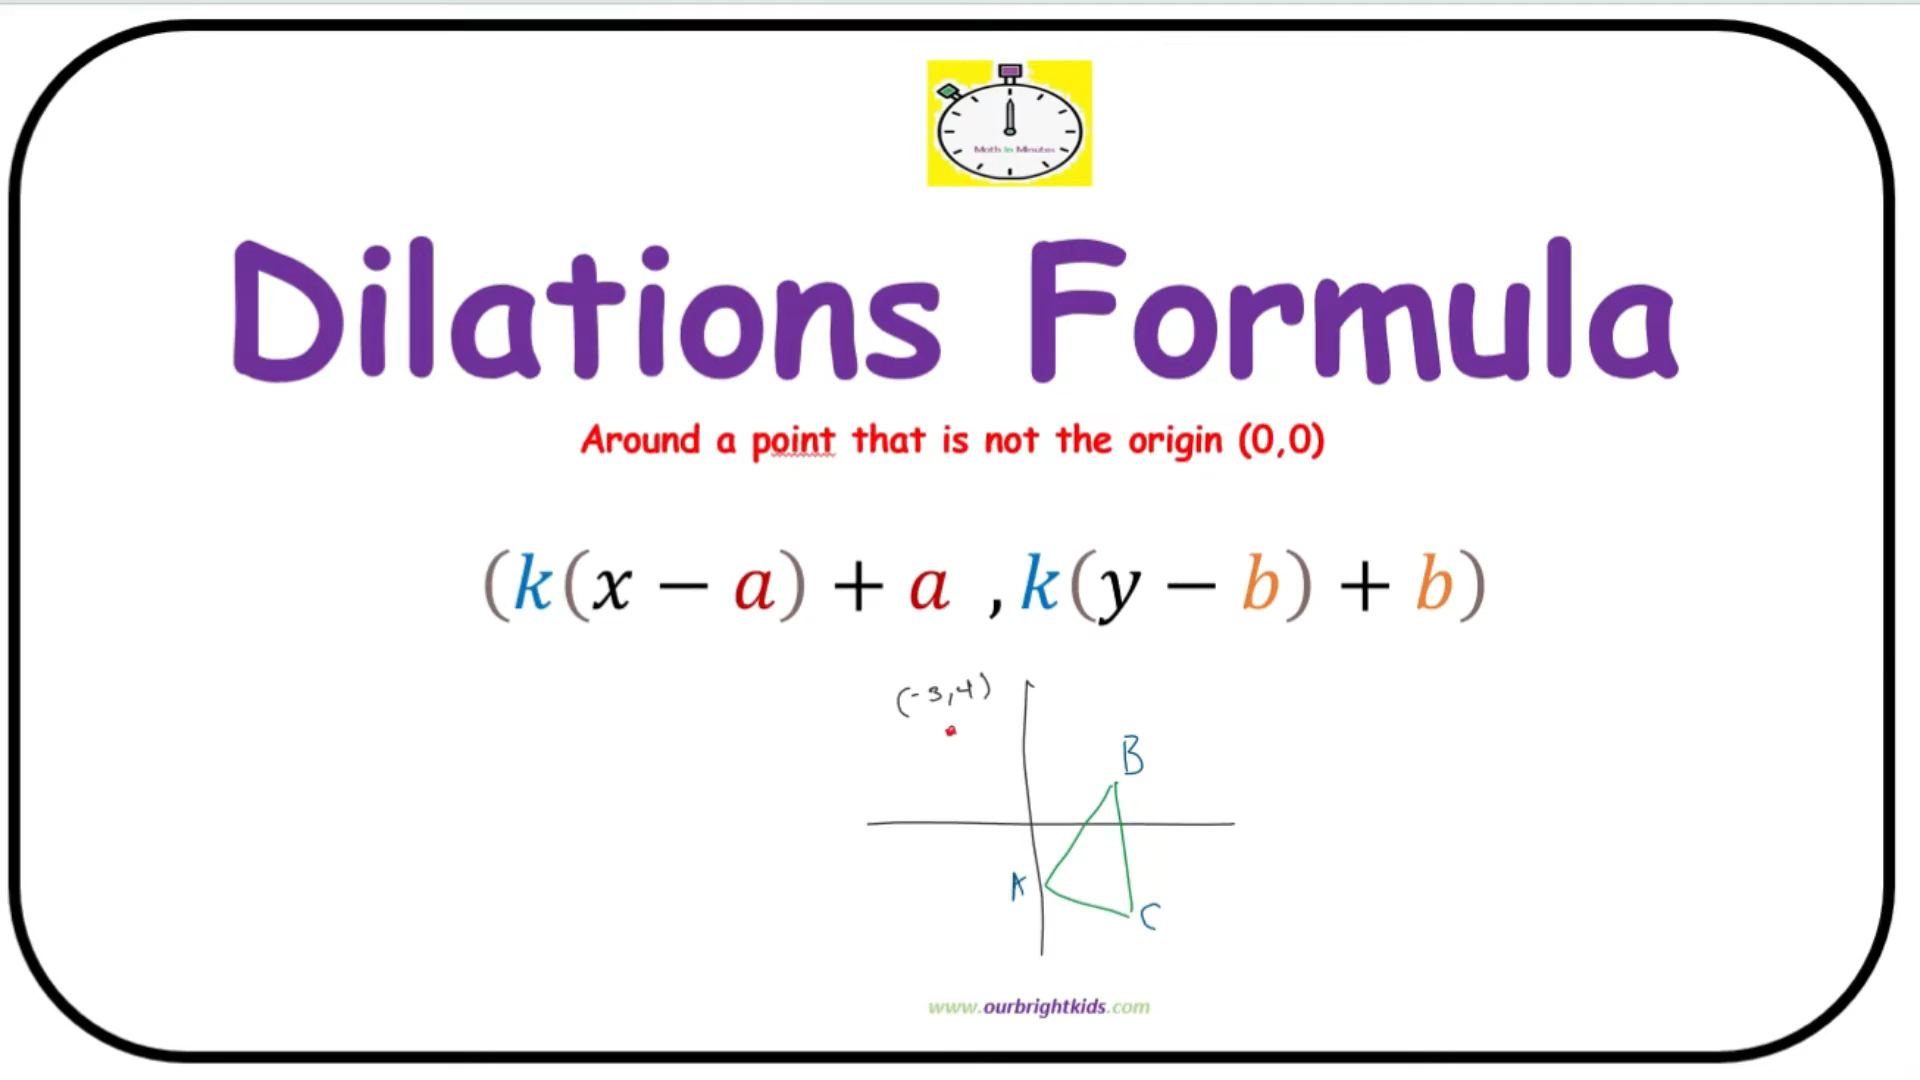 Math in Minutes
Dilations Formula
Around a point that is not the origin (0,0)
(k(x − a) + a , k(y − b) + b)
(-3,4)
B
A
C
www.ourbrightkids.com